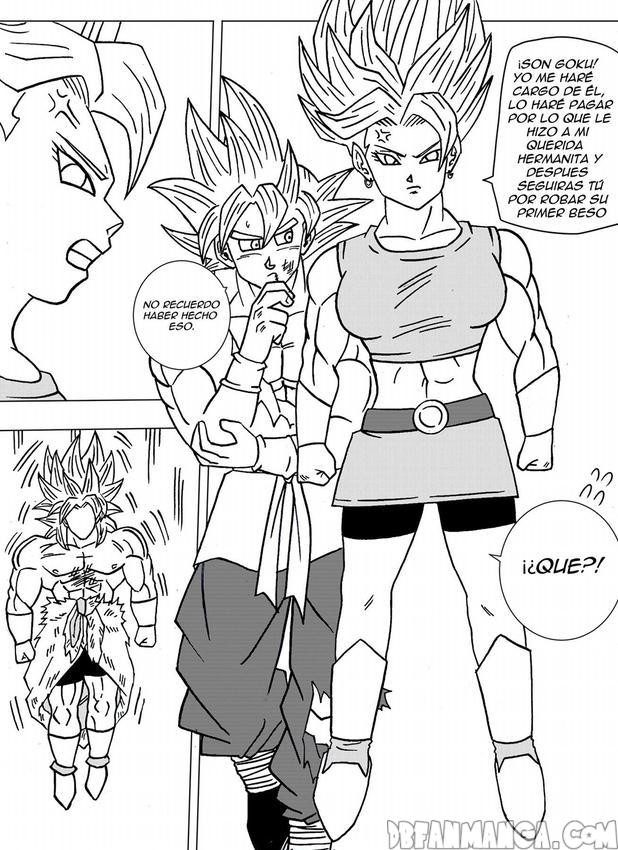 ¡SON GOKU!
YO ME HARÉ
CARGO DE ÉL,
LO HARÉ PAGAR
POR LO QUE LE
HIZO A MI
QUERIDA
HERMANITA Y
DESPUES
SEGUIRAS TÚ
POR ROBAR SU
PRIMER BESO
NO RECUERDO
HABER HECHO
ESO.
¡¿QUE?!
DBFANMANGA.COM